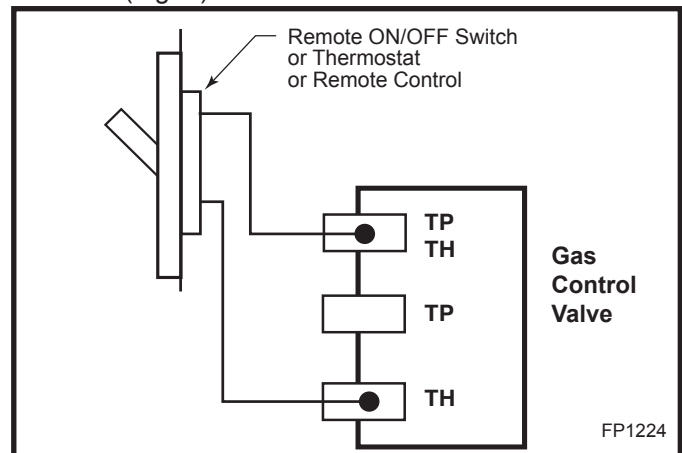 Remote ON/OFF Switch
or Thermostat
or Remote Control
TP
TH
Gas
Control
Valve
TP
TH
FP1224